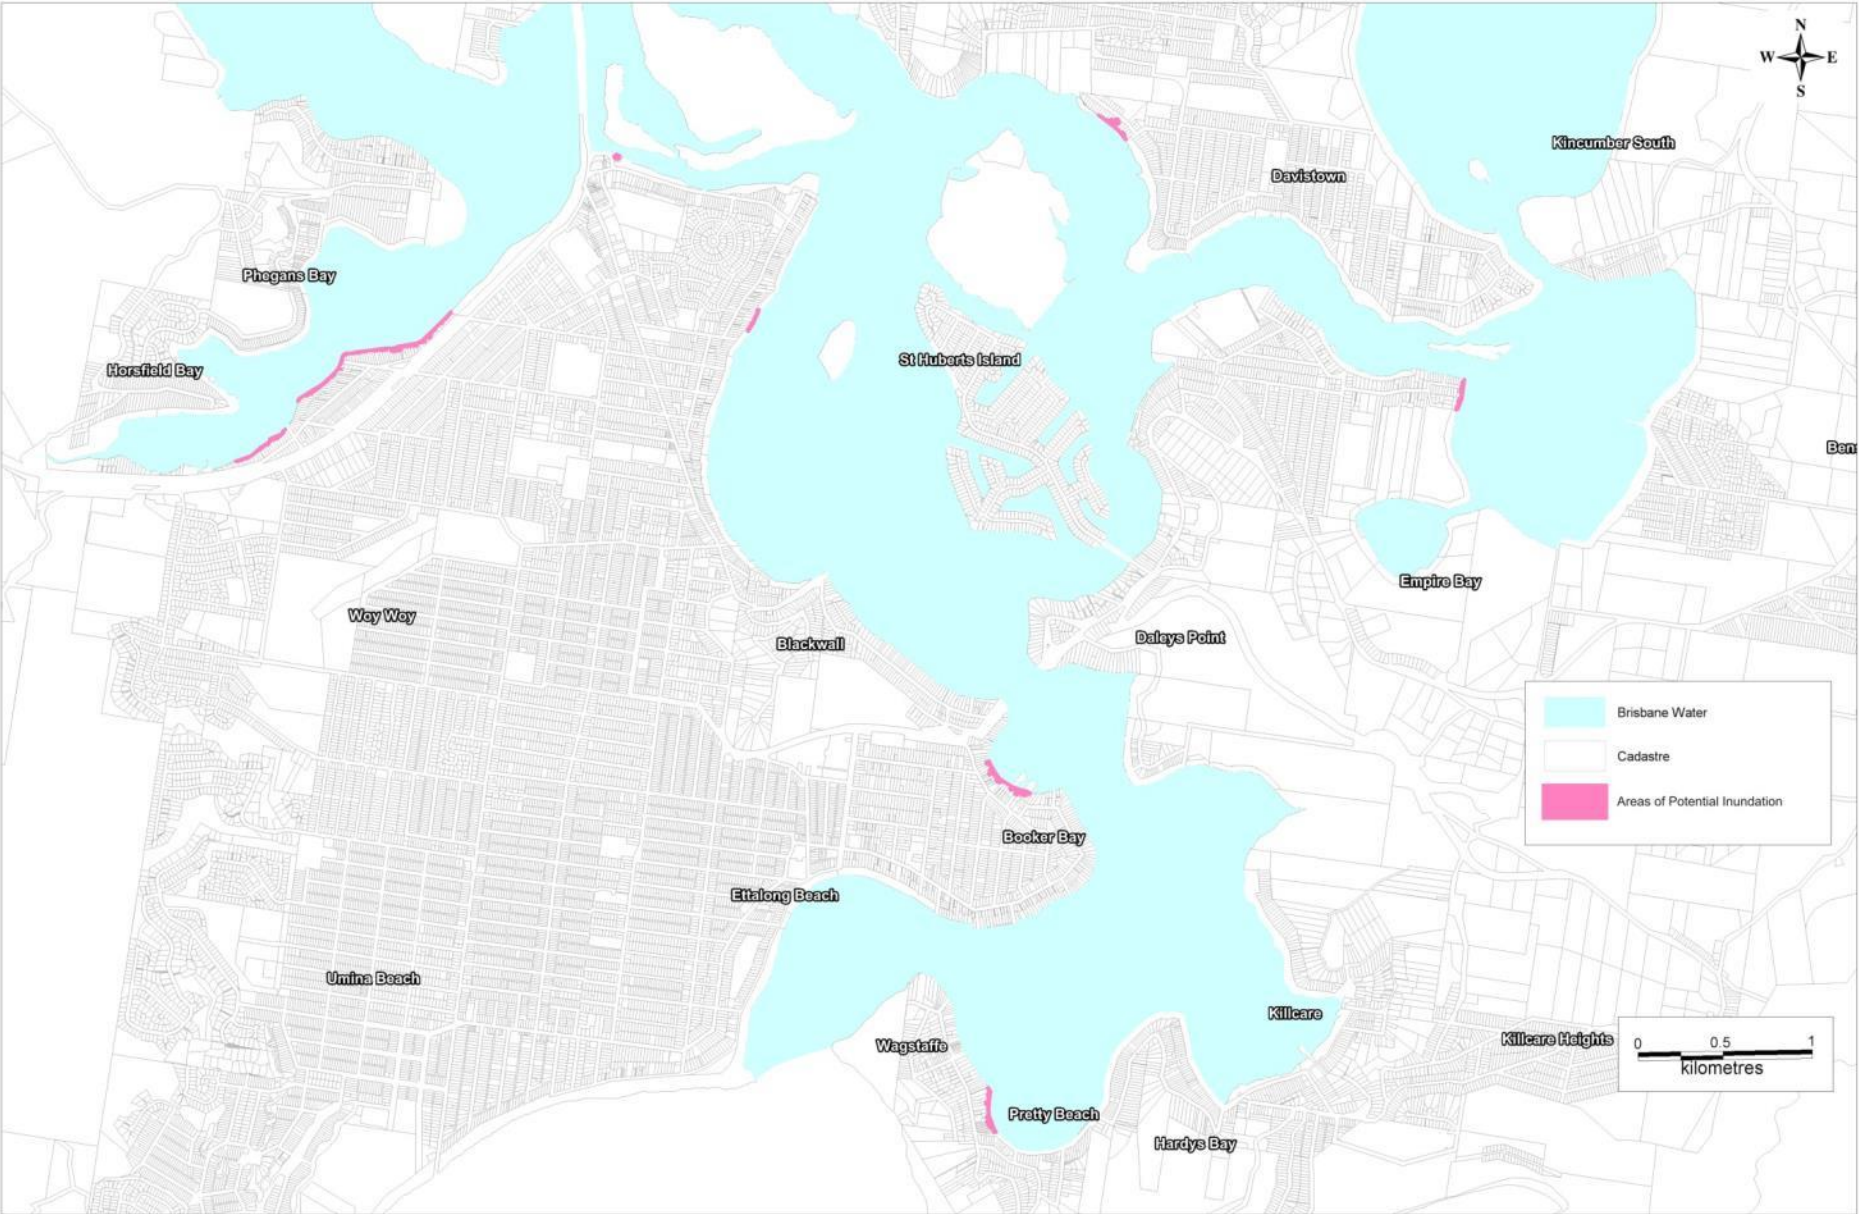 N
W E
S
Kincumber South
Davistown
Phegans Bay
St Huberts Island
Horsfield Bay
Ben
Empire Bay
Woy Woy
Daleys Point
Blackwall
Brisbane Water
Cadastre
Areas of Potential Inundation
Booker Bay
Ettalong Beach
Umina Beach
Killcare
Killcare Heights
Wagstaffe
0 0.5 1
kilometres
Pretty Beach
Hardys Bay